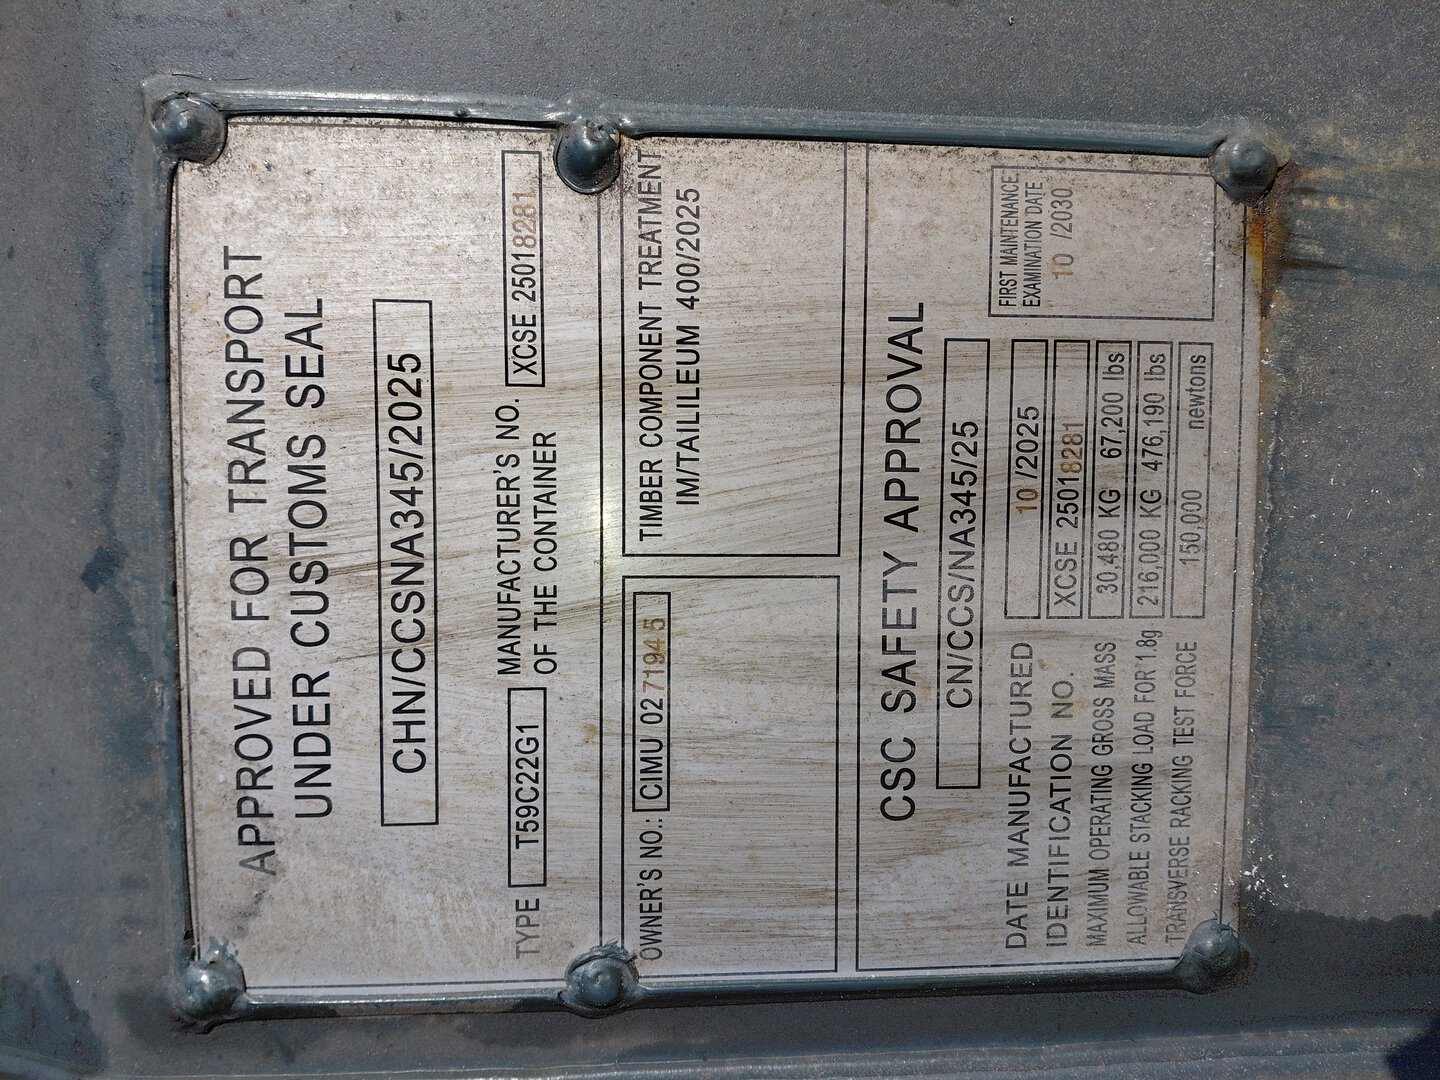 APPROVED FOR TRANSPORT
UNDER CUSTOMS SEAL
CHN/CCSNA345/2025
TYPE T59C22G1 MANUFACTURER'S NO. OF THE CONTAINER XCSE 25018281
OWNER'S NO.: CIMU 02 7194 5
TIMBER COMPONENT TREATMENT
IM/TAILILEUM 400/2025
CSC SAFETY APPROVAL
CN/CCS/NA345/25
DATE MANUFACTURED 10 /2025
IDENTIFICATION NO. XCSE 25018281
MAXIMUM OPERATING GROSS MASS 30,480 KG 67,200 lbs
ALLOWABLE STACKING LOAD FOR 1.8g 216,000 KG 476,190 lbs
TRANSVERSE RACKING TEST FORCE 150,000 newtons
FIRST MAINTENANCE
EXAMINATION DATE
10 /2030